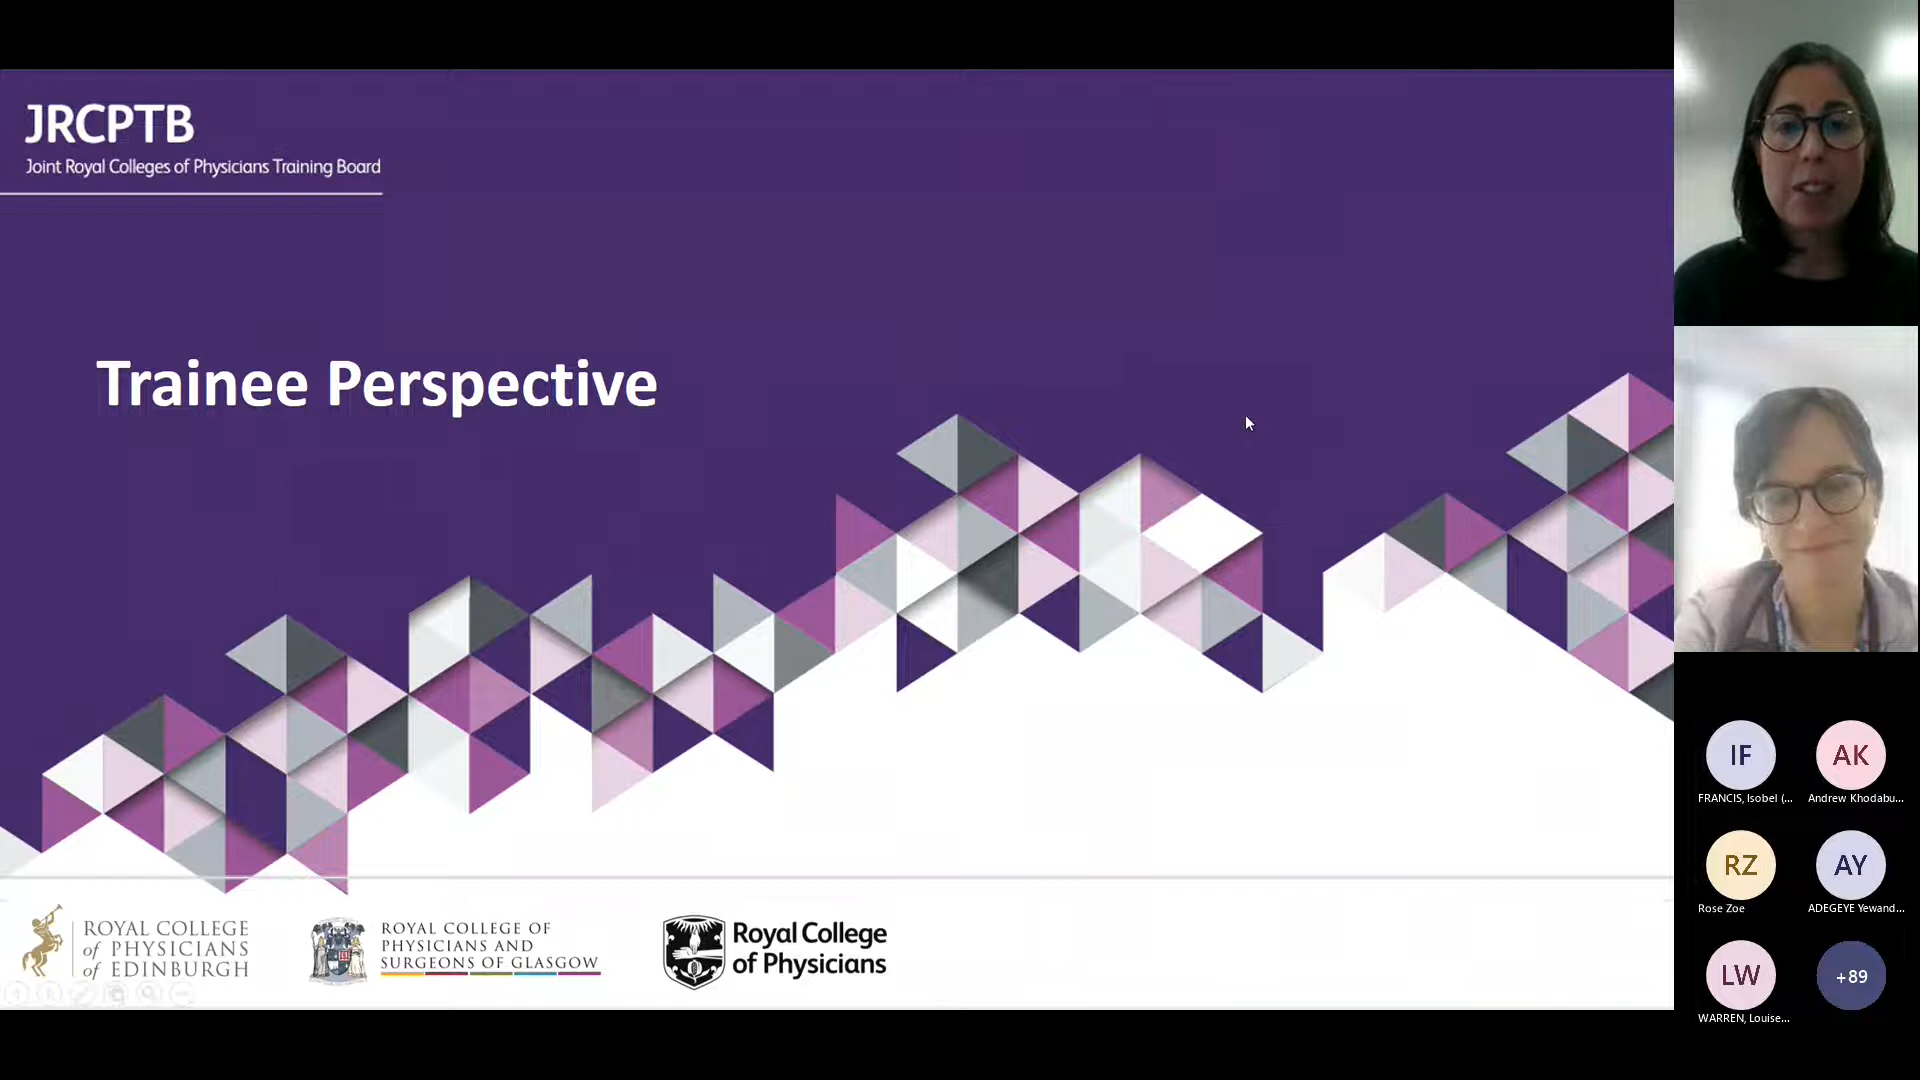 JRCPTB
Joint Royal Colleges of Physicians Training Board
Trainee Perspective
ROYAL COLLEGE
of PHYSICIANS
of EDINBURGH
ROYAL COLLEGE OF
PHYSICIANS AND
SURGEONS OF GLASGOW
Royal College
of Physicians
IF
FRANCIS, Isobel (...
AK
Andrew Khodabu...
RZ
Rose Zoe
AY
ADEGEYE Yewand...
LW
WARREN, Louise...
+89